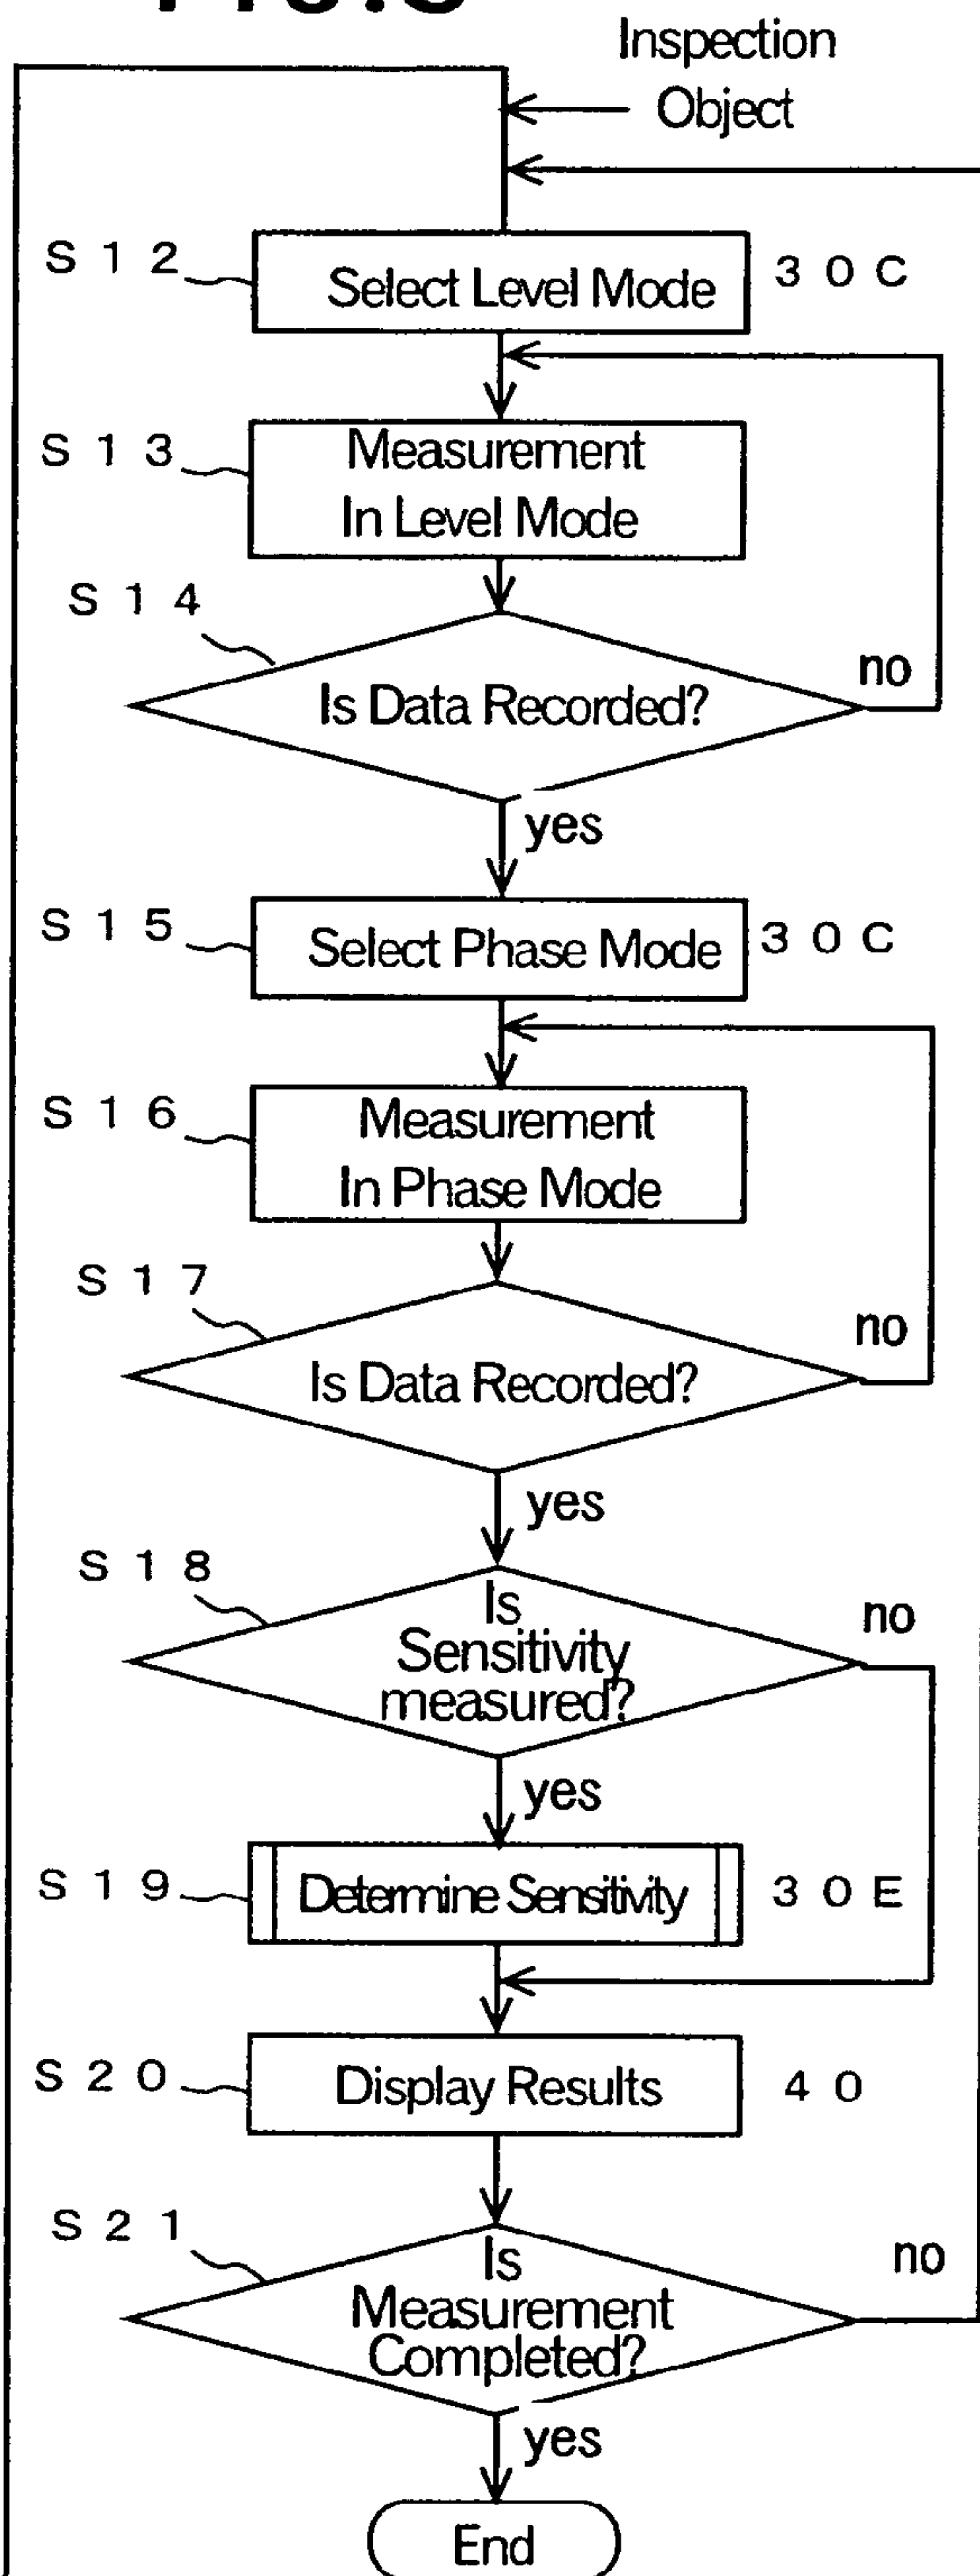 Inspection
Object
S12
Select Level Mode
30C
S13
Measurement
In Level Mode
S14
Is Data Recorded?
no
yes
S15
Select Phase Mode
30C
S16
Measurement
In Phase Mode
S17
Is Data Recorded?
no
yes
S18
Is
Sensitivity
measured?
no
yes
S19
Determine Sensitivity
30E
S20
Display Results
40
S21
Is
Measurement
Completed?
no
yes
End